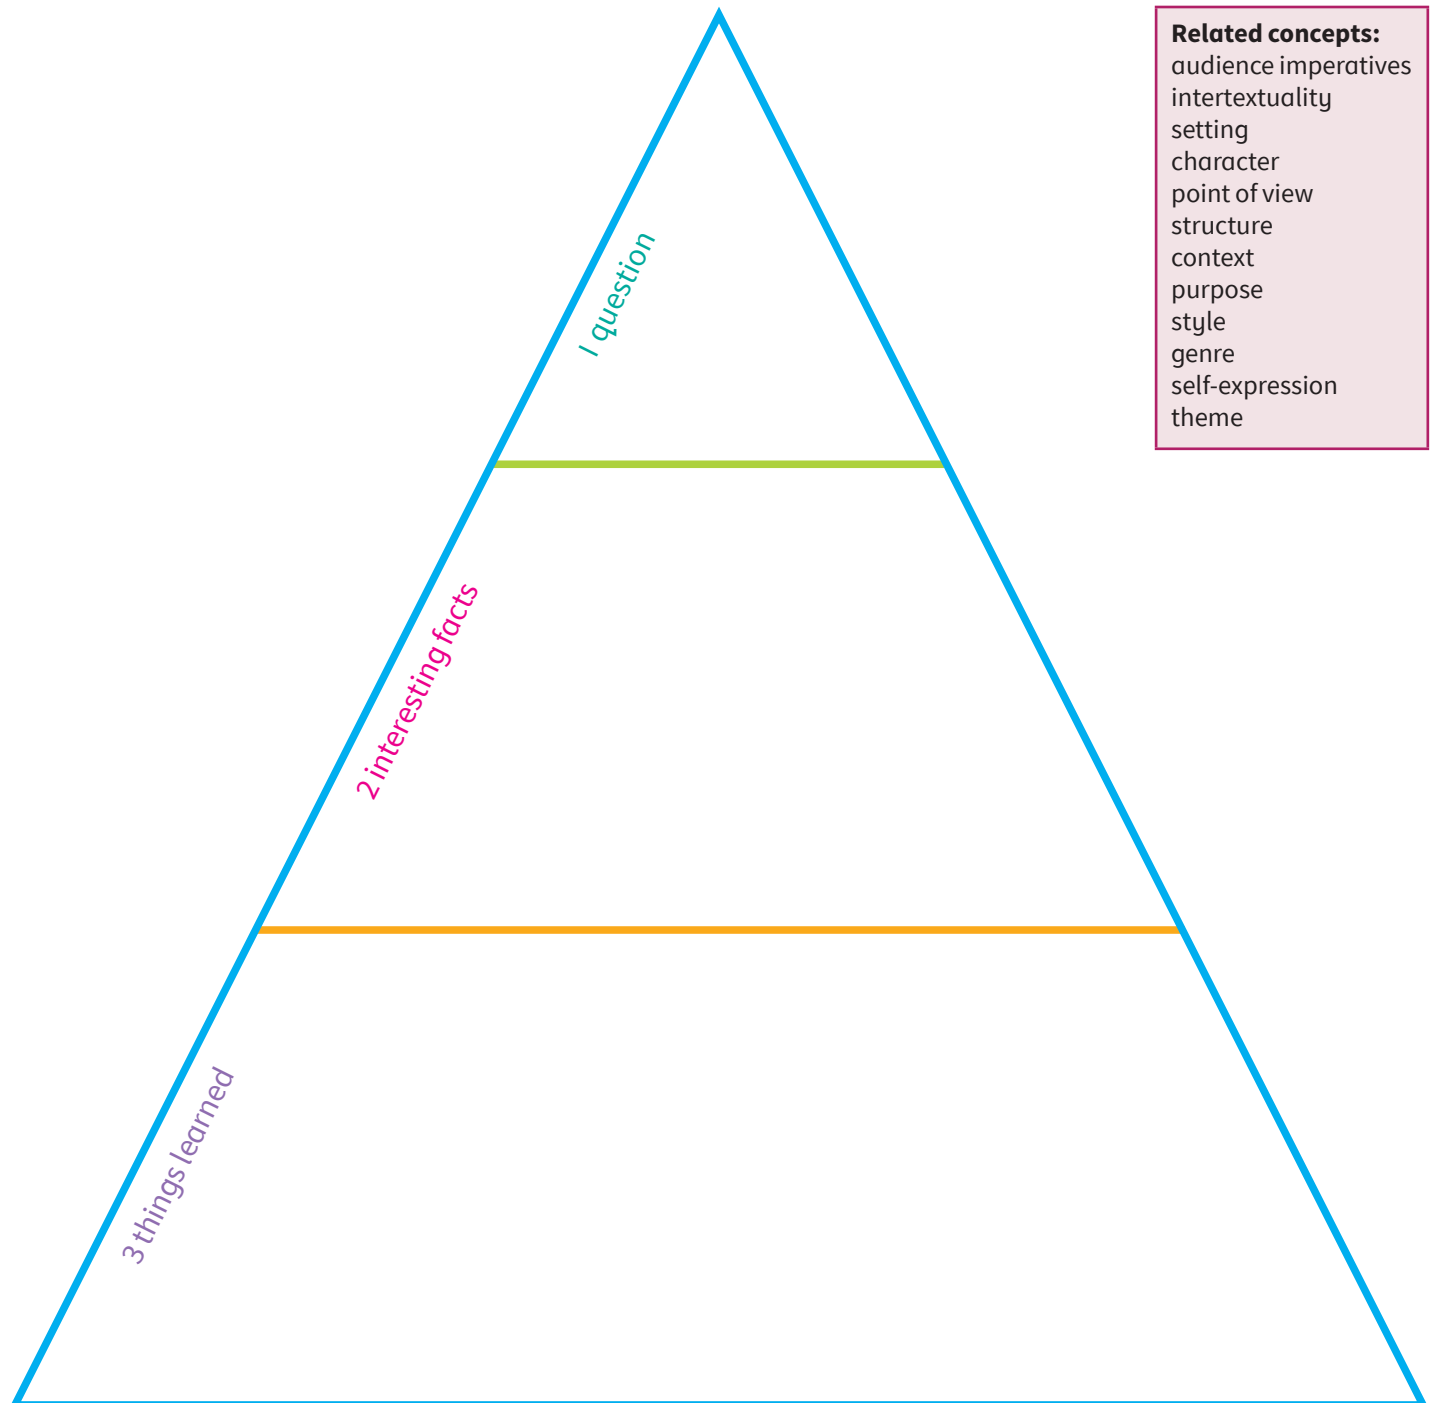 Related concepts:
audience imperatives
intertextuality
setting
character
point of view
structure
context
purpose
style
genre
self-expression
theme
1 question
2 interesting facts
3 things learned